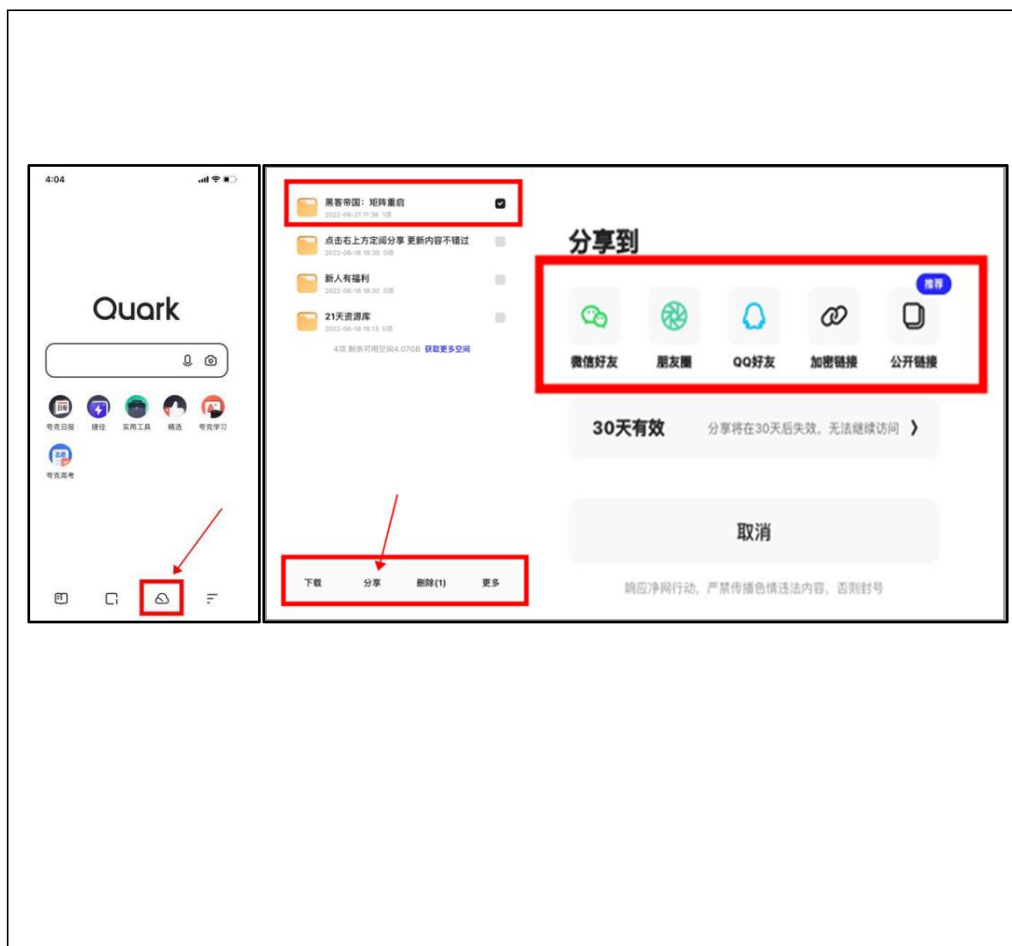 4:04
Quark
夸克日报
捷径
实用工具
精选
夸克学习
志愿
夸克高考
黑客帝国：矩阵重启
2022-06-21 11:36 1项
点击右上方定阅分享 更新内容不错过
2022-06-18 18:30 0项
新人有福利
2022-06-18 18:30 0项
21天资源库
2022-06-18 18:13 5项
4项 剩余可用空间4.07GB 获取更多空间
下载 分享 删除(1) 更多
分享到
推荐
微信好友 朋友圈 QQ好友 加密链接 公开链接
30天有效 分享将在30天后失效，无法继续访问
取消
响应净网行动，严禁传播色情违法内容，否则封号